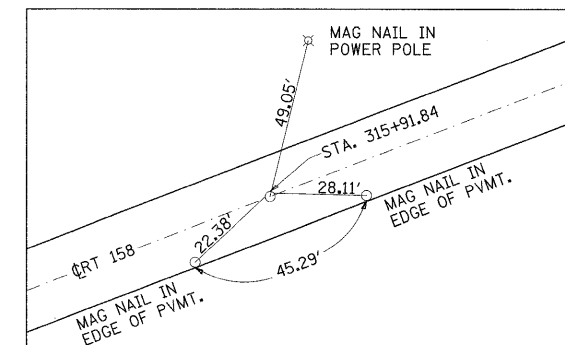 MAG NAIL IN
POWER POLE
49.05'
STA. 315+91.84
28.11'
MAG NAIL IN
EDGE OF PVMT.
℄ RT 158
22.38'
45.29'
MAG NAIL IN
EDGE OF PVMT.